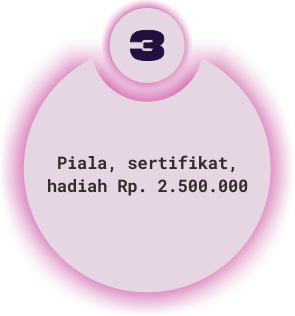 3
Piala, sertifikat,
hadiah Rp. 2.500.000